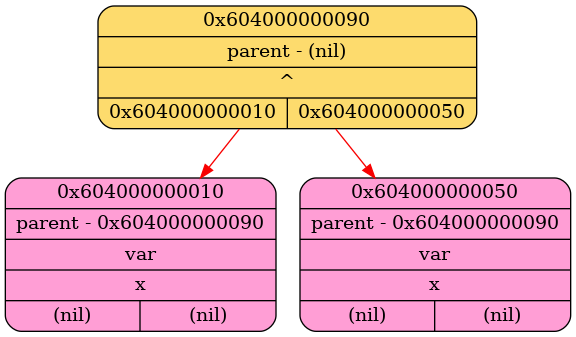 0x604000000090
parent - (nil)
^
0x604000000010 0x604000000050
0x604000000010
parent - 0x604000000090
var
x
(nil) (nil)
0x604000000050
parent - 0x604000000090
var
x
(nil) (nil)